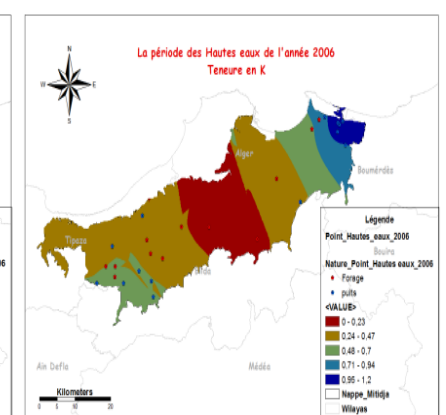 La période des Hautes eaux de l'année 2006
Teneure en K
N
W E
S
Alger
Boumérdès
Tipaza
Blida
Bouira
Ain Defla
Médéa
Kilometers
0 5 10 20
Légende
Point_Hautes_eaux_2006
Nature_Point_Hautes eaux_2006
Forage
puits
<VALUE>
0 - 0,23
0,24 - 0,47
0,48 - 0,7
0,71 - 0,94
0,95 - 1,2
Nappe_Mitidja
Wilayas